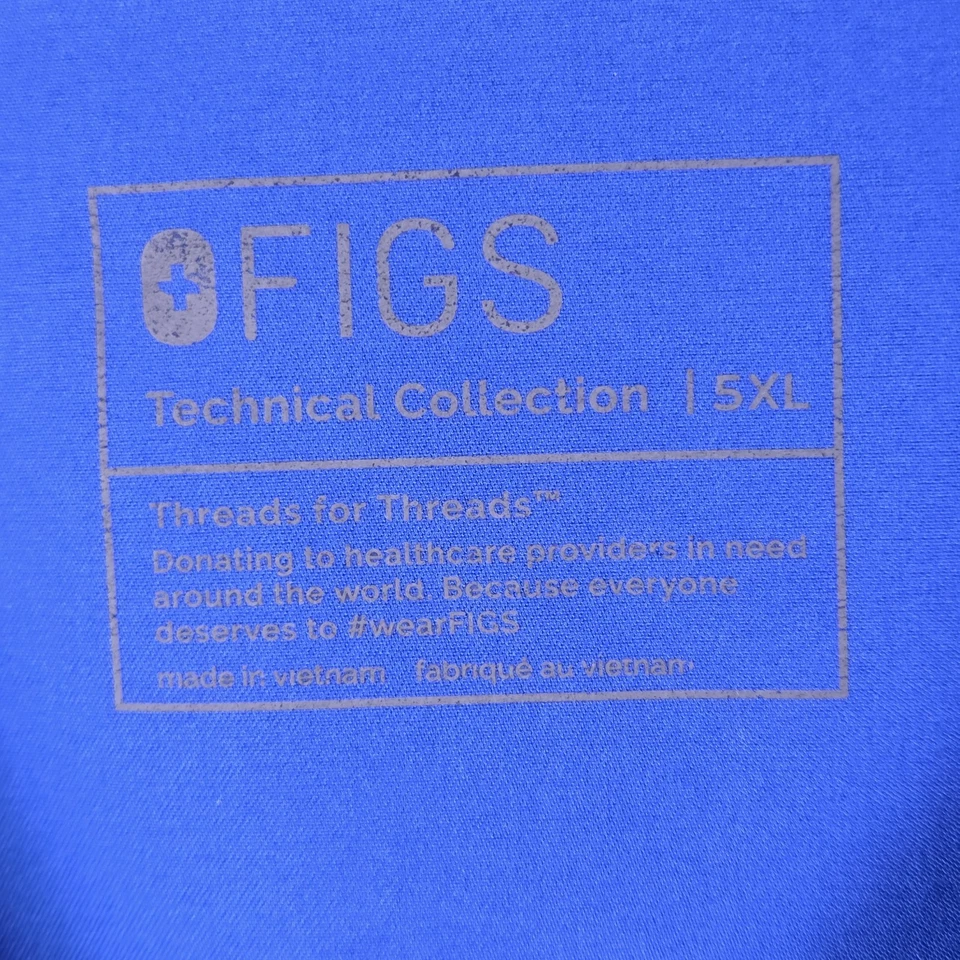 FIGS
Technical Collection | 5XL
Threads for Threads™
Donating to healthcare providers in need
around the world. Because everyone
deserves to #wearFIGS
made in vietnam fabriqué au vietnam